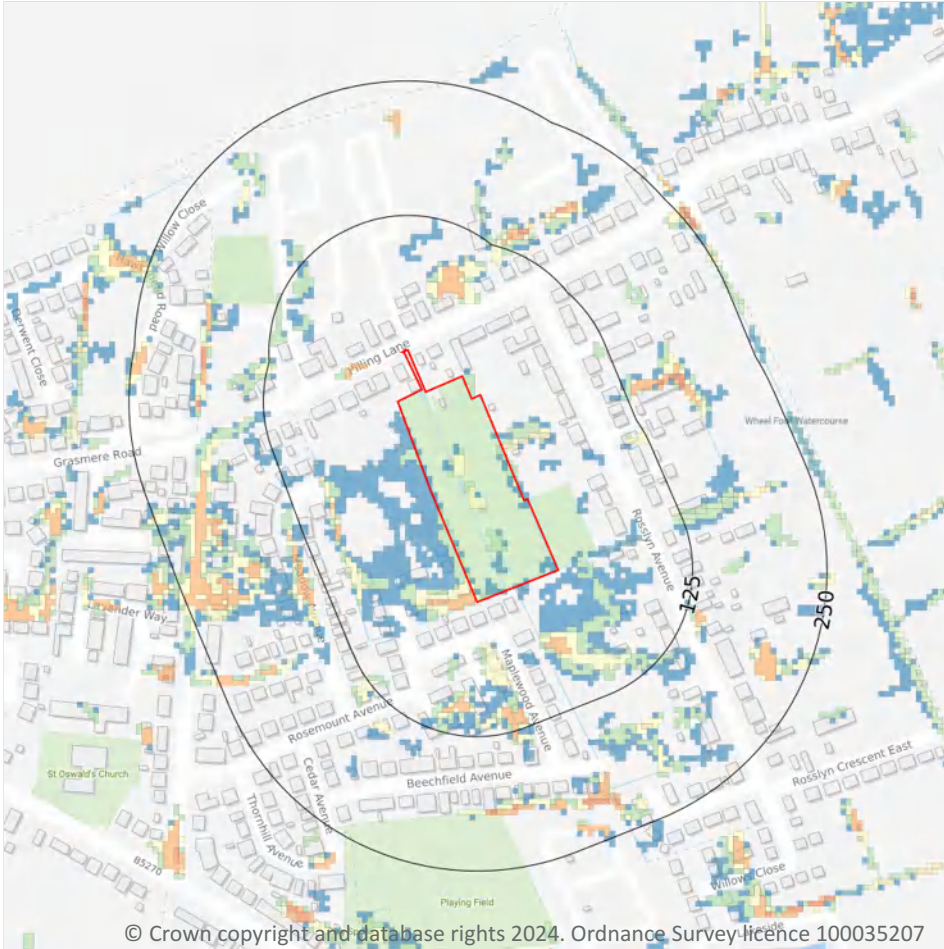 Willow Close
Derwent Close
Pilling Lane
Grasmere Road
Wheel Foot Watercourse
Rosslyn Avenue
125
250
Lavander Way
Maplewood Avenue
Rosemount Avenue
St Oswald's Church
Cedar Avenue
Beechfield Avenue
Rosslyn Crescent East
Thornhill Avenue
B5270
Willows Close
Playing Field
© Crown copyright and database rights 2024. Ordnance Survey licence 100035207